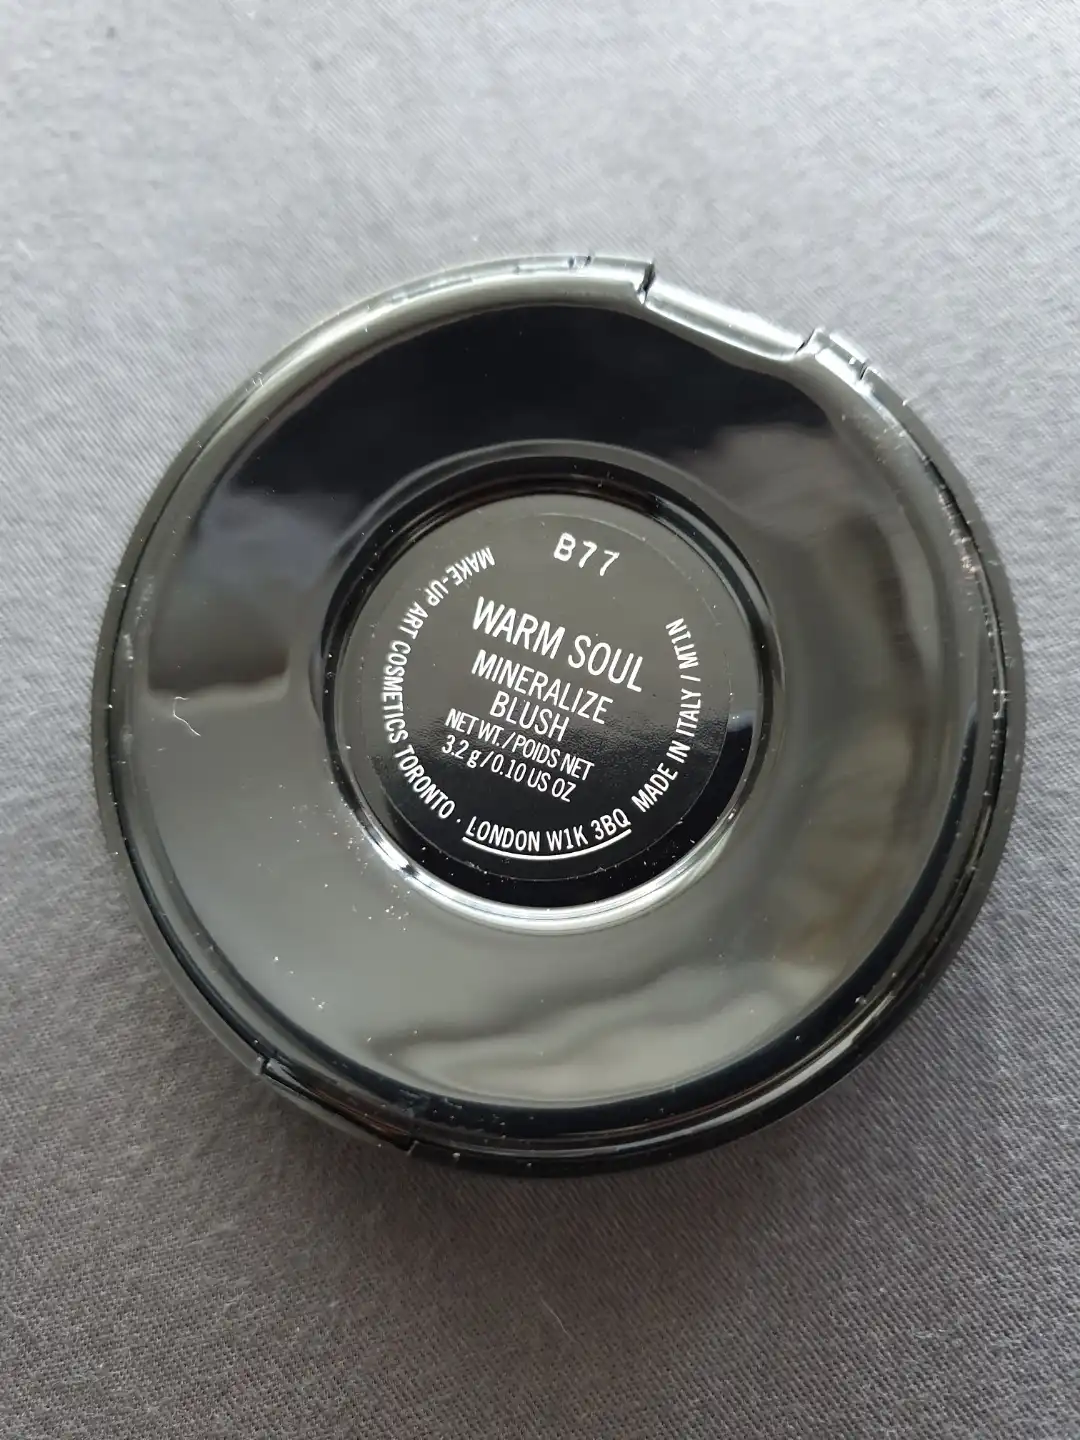 B77
WARM SOUL
MINERALIZE
BLUSH
NET WT./POIDS NET
3.2 g/0.10 US OZ
MAKE-UP ART COSMETICS TORONTO · LONDON W1K 3BQ
MADE IN ITALY / MT1N